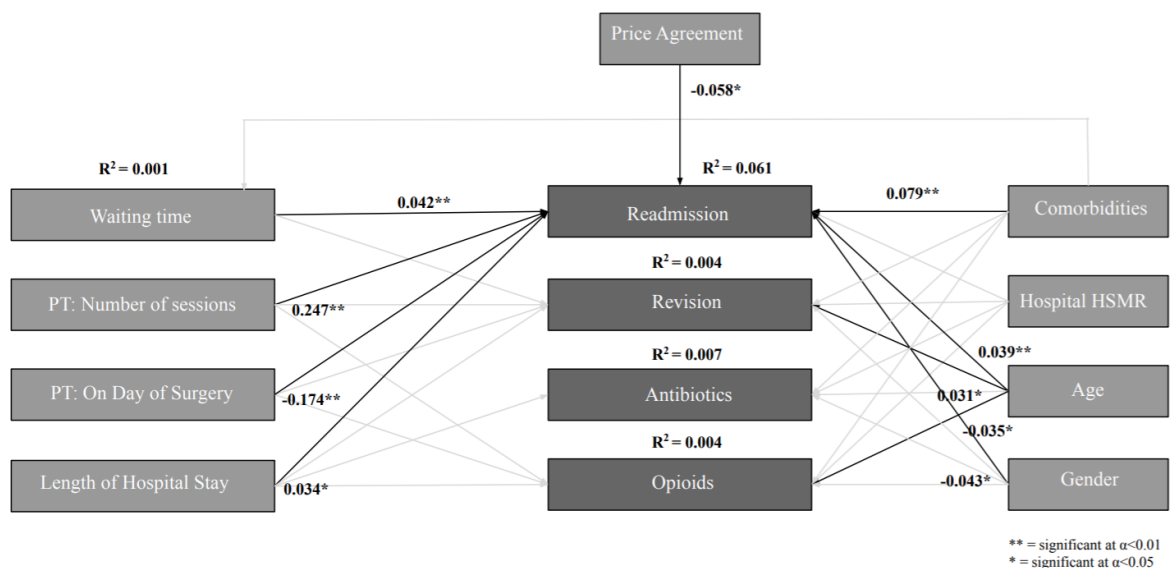 Price Agreement
-0.058*
R² = 0.001
R² = 0.061
Waiting time
0.042**
Readmission
0.079**
Comorbidities
R² = 0.004
PT: Number of sessions
0.247**
Revision
Hospital HSMR
R² = 0.007
0.039**
PT: On Day of Surgery
-0.174**
Antibiotics
0.031*
Age
R² = 0.004
-0.035*
Length of Hospital Stay
0.034*
Opioids
-0.043*
Gender
** = significant at α<0.01
* = significant at α<0.05